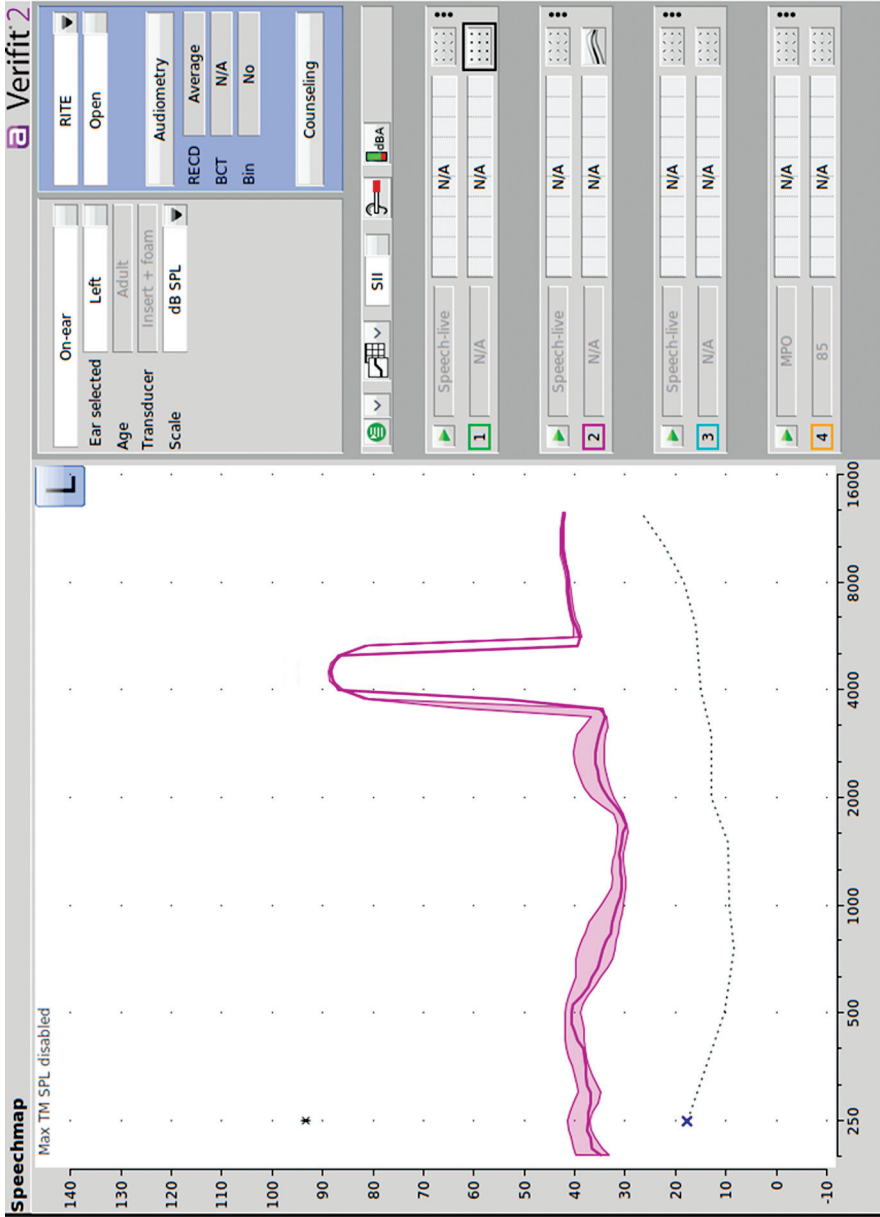 speechmap
a Verifit® 2
Max TM SPL disabled
L
140
130
120
110
100
90
80
70
60
50
40
30
20
10
0
-10
250
500
1000
2000
4000
8000
16000
On-ear
Ear selected Left
Age Adult
Transducer Insert + foam
Scale dB SPL
RITE
Open
Audiometry
RECD Average
BCT N/A
Bin No
Counseling
SII dBA
Speech-live N/A
1 N/A N/A
Speech-live N/A
2 N/A N/A
Speech-live N/A
3 N/A N/A
MPO N/A
4 85 N/A